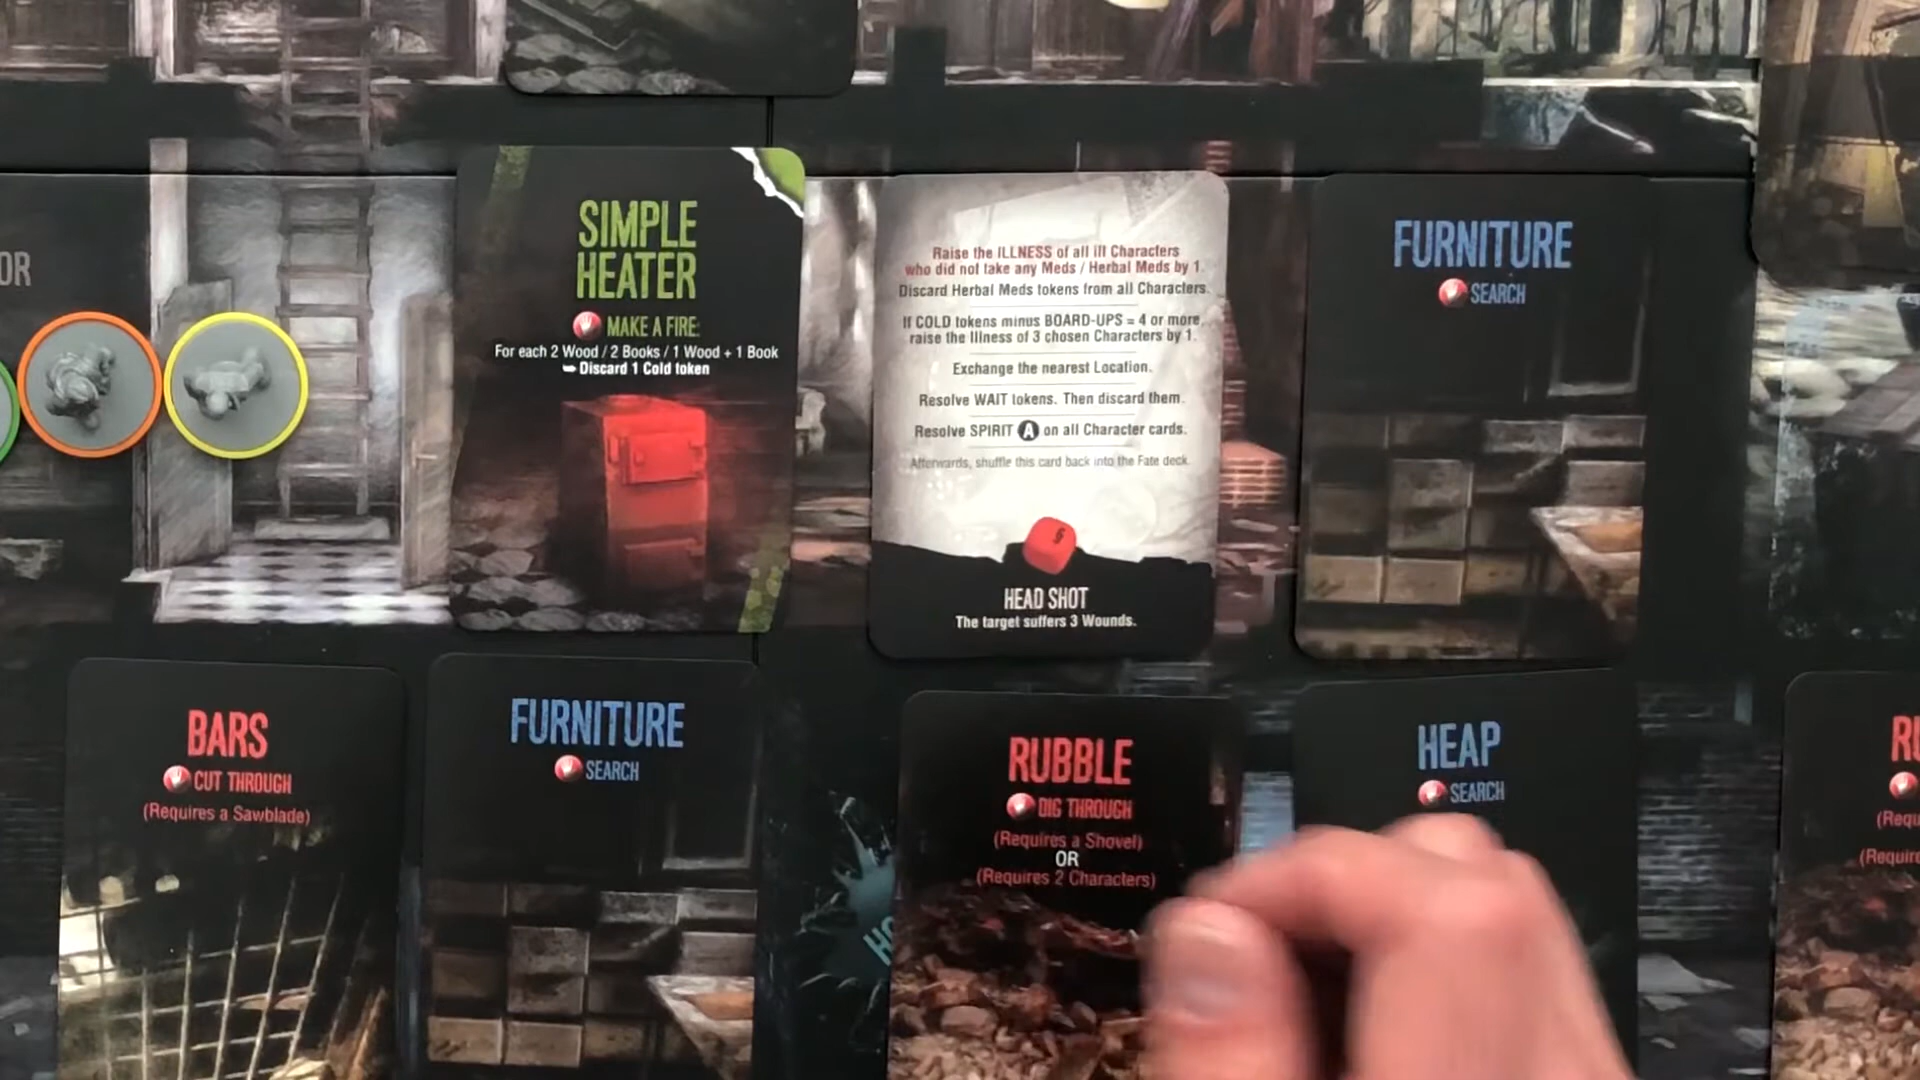 OR
SIMPLE
HEATER
MAKE A FIRE:
For each 2 Wood / 2 Books / 1 Wood + 1 Book
Discard 1 Cold token
Raise the ILLNESS of all ill Characters
who did not take any Meds / Herbal Meds by 1.
Discard Herbal Meds tokens from all Characters.
If COLD tokens minus BOARD-UPS = 4 or more,
raise the Illness of 3 chosen Characters by 1.
Exchange the nearest Location.
Resolve WAIT tokens. Then discard them.
Resolve SPIRIT A on all Character cards.
Afterwards, shuffle this card back into the Fate deck.
HEAD SHOT
The target suffers 3 Wounds.
FURNITURE
SEARCH
BARS
CUT THROUGH
(Requires a Sawblade)
FURNITURE
SEARCH
RUBBLE
DIG THROUGH
(Requires a Shovel)
OR
(Requires 2 Characters)
HEAP
SEARCH